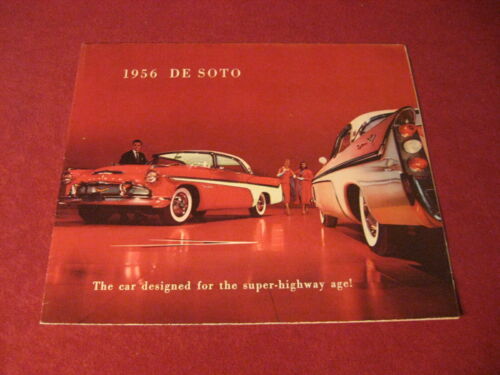 1956 DE SOTO
The car designed for the super-highway age!